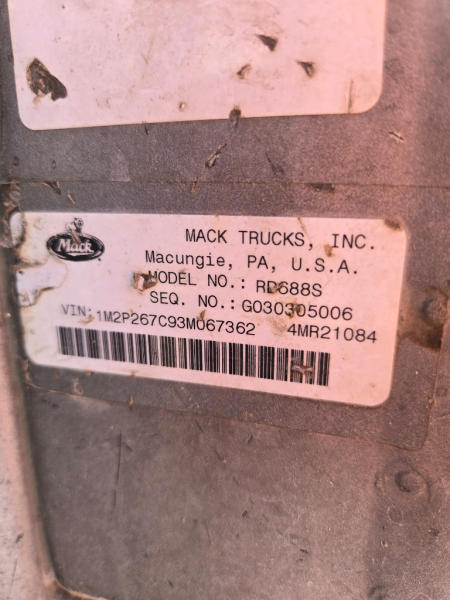 Mack
MACK TRUCKS, INC.
Macungie, PA, U.S.A.
MODEL NO.: RD688S
SEQ. NO.: G030305006
VIN:1M2P267C93M067362 4MR21084